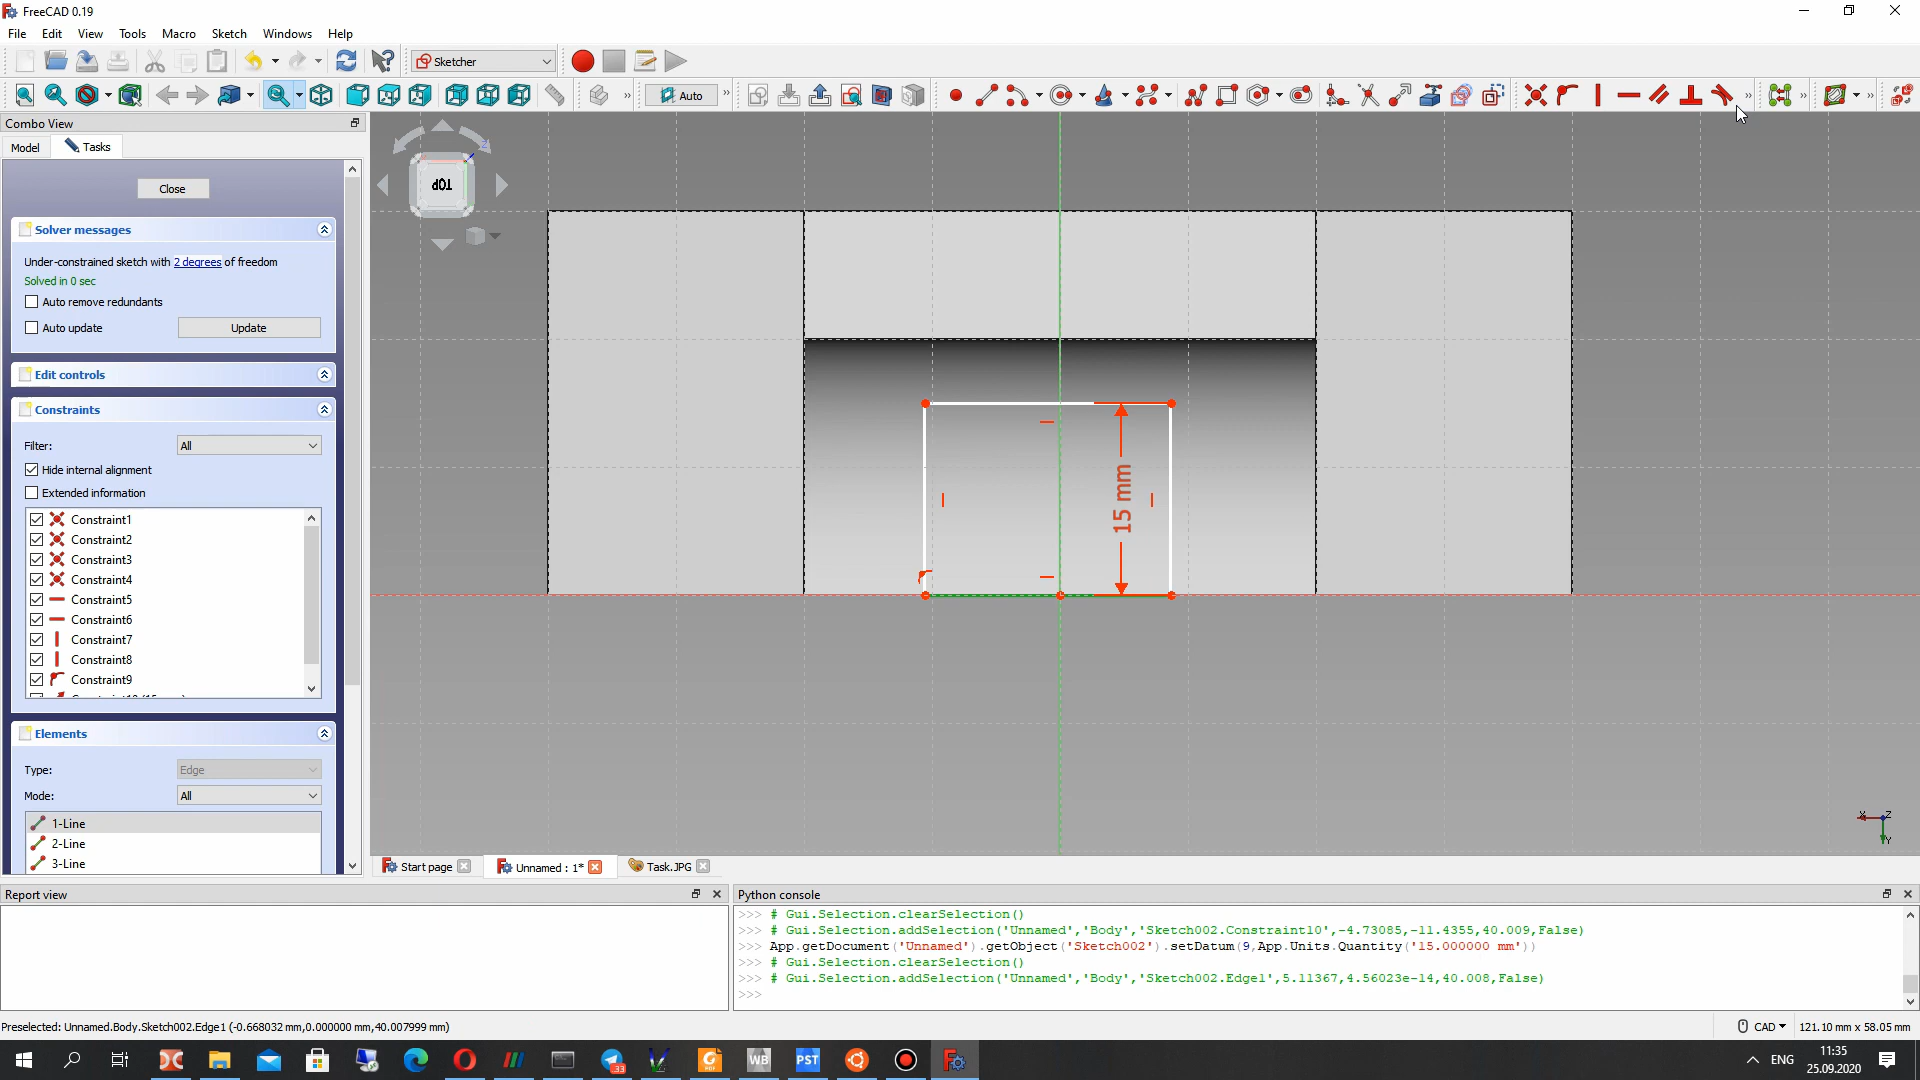 FreeCAD 0.19
File Edit View Tools Macro Sketch Windows Help
Sketcher
Auto
Combo View
Model Tasks
Close
Solver messages
Under-constrained sketch with 2 degrees of freedom
Solved in 0 sec
Auto remove redundants
Auto update Update
Edit controls
Constraints
Filter: All
Hide internal alignment
Extended information
Constraint1
Constraint2
Constraint3
Constraint4
Constraint5
Constraint6
Constraint7
Constraint8
Constraint9
Elements
Type: Edge
Mode: All
1-Line
2-Line
3-Line
TOP
Z
15 mm
X Z
Y
Start page Unnamed : 1* Task.JPG
Report view
Python console
>>> # Gui.Selection.clearSelection()
>>> # Gui.Selection.addSelection('Unnamed','Body','Sketch002.Constraint10',-4.73085,-11.4355,40.009,False)
>>> App.getDocument('Unnamed').getObject('Sketch002').setDatum(9,App.Units.Quantity('15.000000 mm'))
>>> # Gui.Selection.clearSelection()
>>> # Gui.Selection.addSelection('Unnamed','Body','Sketch002.Edge1',5.11367,4.56023e-14,40.008,False)
>>>
Preselected: Unnamed.Body.Sketch002.Edge1 (-0.668032 mm,0.000000 mm,40.007999 mm)
CAD 121.10 mm x 58.05 mm
33
WB
PST
ENG
11:35
25.09.2020